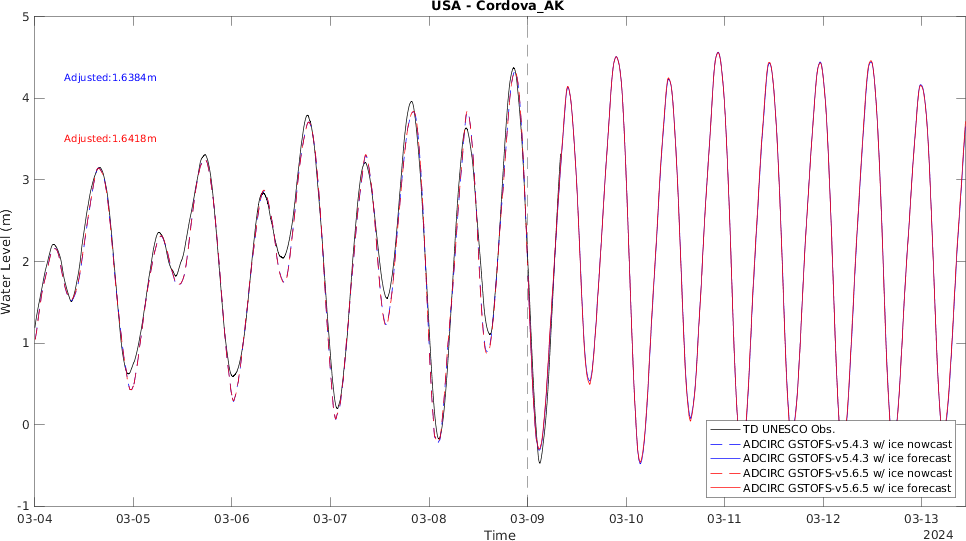 USA - Cordova_AK
Adjusted:1.6384m
Adjusted:1.6418m
Water Level (m)
5
4
3
2
1
0
-1
TD UNESCO Obs.
ADCIRC GSTOFS-v5.4.3 w/ ice nowcast
ADCIRC GSTOFS-v5.4.3 w/ ice forecast
ADCIRC GSTOFS-v5.6.5 w/ ice nowcast
ADCIRC GSTOFS-v5.6.5 w/ ice forecast
03-04 03-05 03-06 03-07 03-08 03-09 03-10 03-11 03-12 03-13
Time
2024